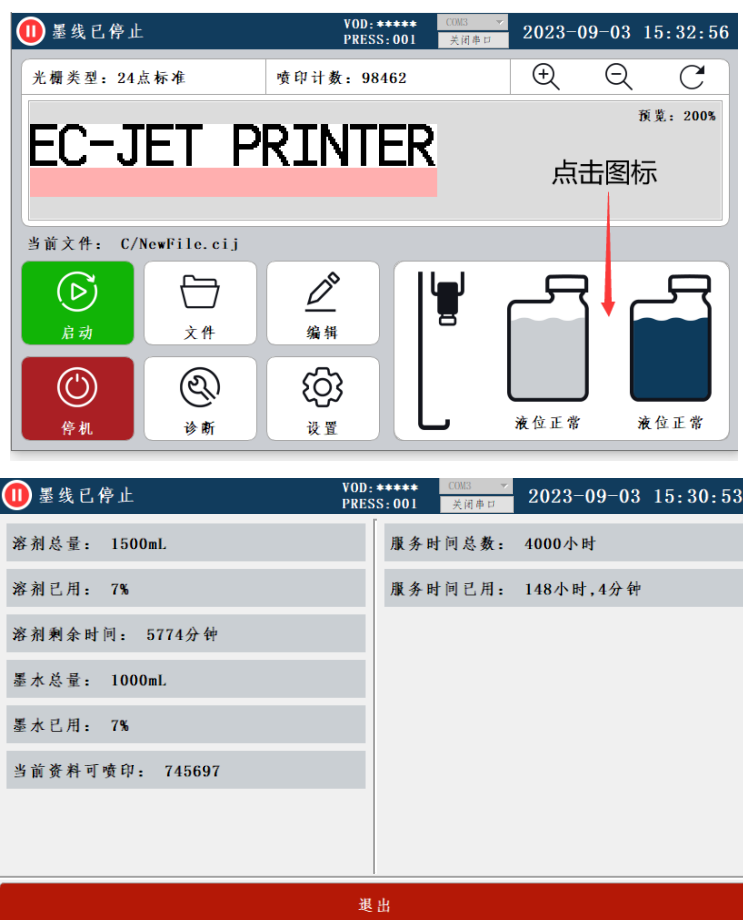 墨线已停止
VOD:*****
PRESS:001
COM3
关闭串口
2023-09-03 15:32:56
光栅类型: 24点标准
喷印计数: 98462
预览: 200%
EC-JET PRINTER
点击图标
当前文件: C/NewFile.cij
启动
文件
编辑
停机
诊断
设置
液位正常
液位正常
墨线已停止
VOD:*****
PRESS:001
COM3
关闭串口
2023-09-03 15:30:53
溶剂总量: 1500mL
溶剂已用: 7%
溶剂剩余时间: 5774分钟
墨水总量: 1000mL
墨水已用: 7%
当前资料可喷印: 745697
服务时间总数: 4000小时
服务时间已用: 148小时,4分钟
退出